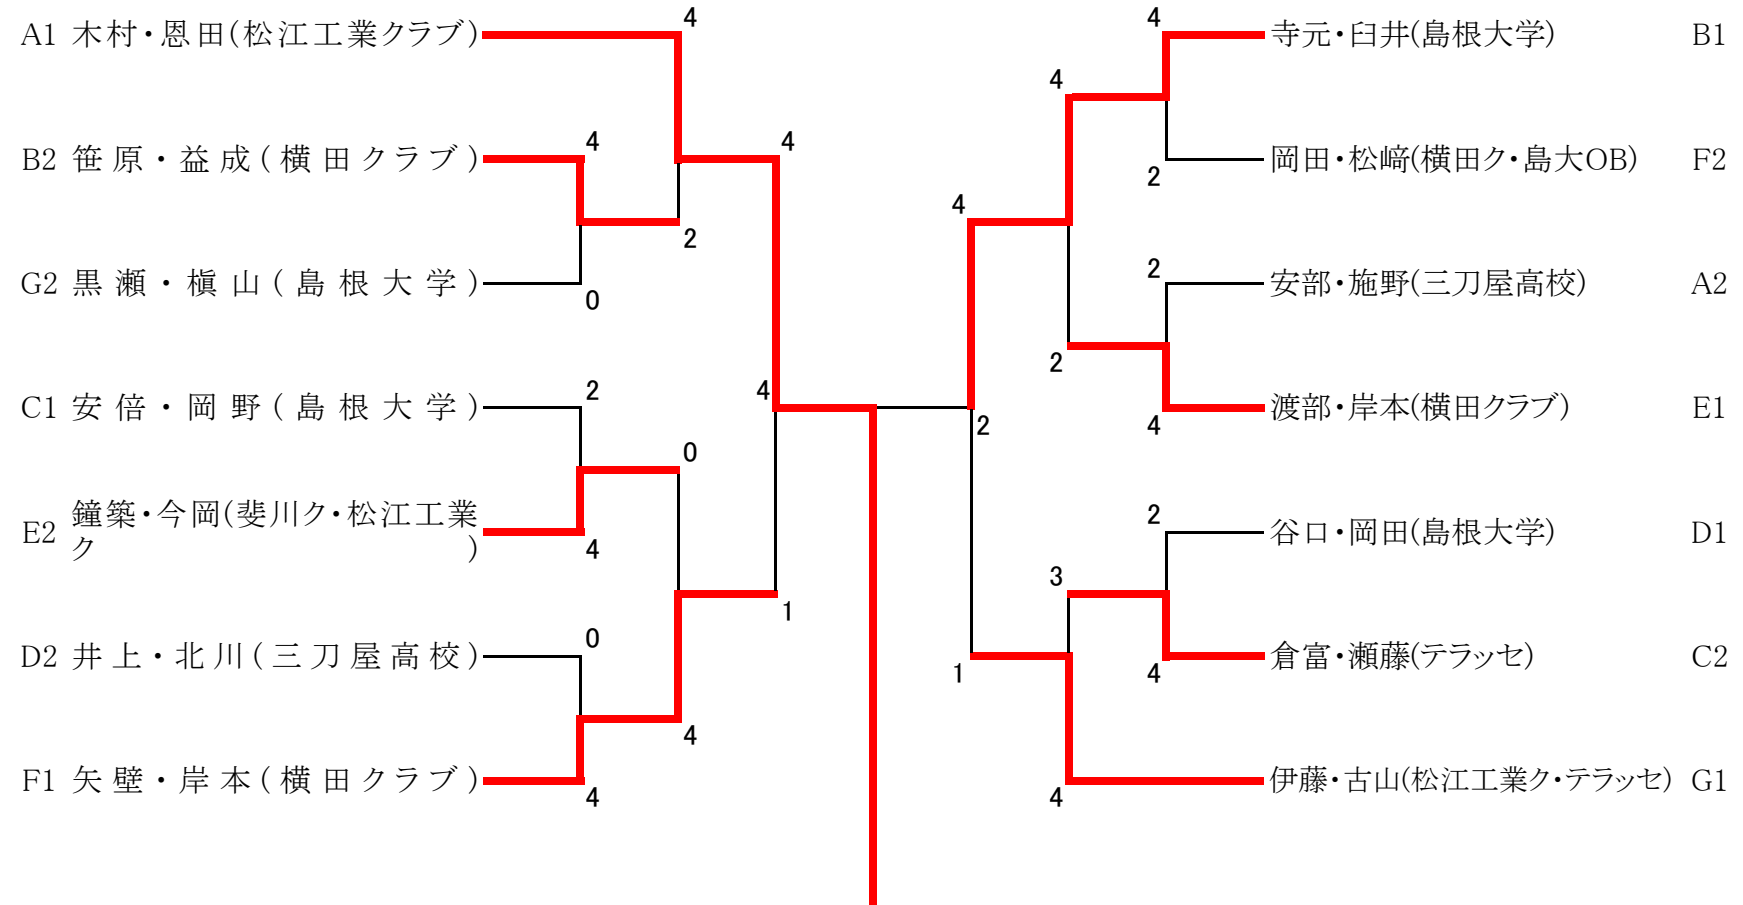 A1 木村・恩田(松江工業クラブ)
4
B2 笹原・益成(横田クラブ)
4
4
2
G2 黒瀬・槇山(島根大学)
0
C1 安倍・岡野(島根大学)
2
4
0
E2 鐘築・今岡(斐川ク・松江工業
ク)
4
D2 井上・北川(三刀屋高校)
0
1
F1 矢壁・岸本(横田クラブ)
4
4
4
寺元・臼井(島根大学) B1
4
岡田・松﨑(横田ク・島大OB) F2
2
4
2
安部・施野(三刀屋高校) A2
2
渡部・岸本(横田クラブ) E1
4
2
2
谷口・岡田(島根大学) D1
3
倉富・瀬藤(テラッセ) C2
4
1
伊藤・古山(松江工業ク・テラッセ) G1
4